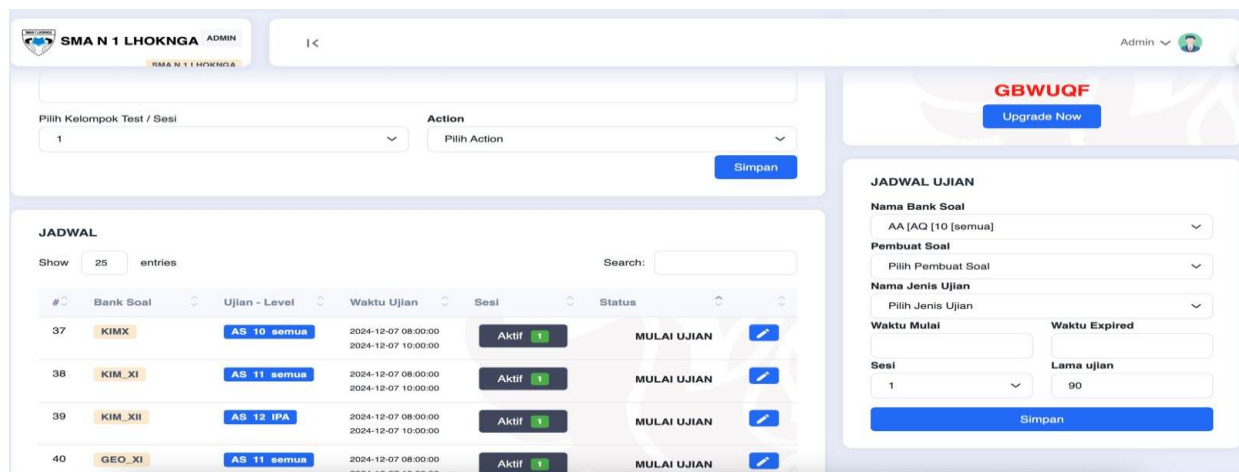 SMA N 1 LHOKNGA ADMIN
SMA N 1 LHOKNGA
Admin
Pilih Kelompok Test / Sesi
1
Action
Pilih Action
Simpan
JADWAL
Show 25 entries
Search:
# Bank Soal Ujian - Level Waktu Ujian Sesi Status
37 KIMX AS 10 semua 2024-12-07 08:00:00 Aktif 1 MULAI UJIAN
2024-12-07 10:00:00
38 KIM_XI AS 11 semua 2024-12-07 08:00:00 Aktif 1 MULAI UJIAN
2024-12-07 10:00:00
39 KIM_XII AS 12 IPA 2024-12-07 08:00:00 Aktif 1 MULAI UJIAN
2024-12-07 10:00:00
40 GEO_XI AS 11 semua 2024-12-07 08:00:00 Aktif 1 MULAI UJIAN
GBWUQF
Upgrade Now
JADWAL UJIAN
Nama Bank Soal
AA [AQ [10 [semua]
Pembuat Soal
Pilih Pembuat Soal
Nama Jenis Ujian
Pilih Jenis Ujian
Waktu Mulai Waktu Expired
Sesi Lama ujian
1 90
Simpan